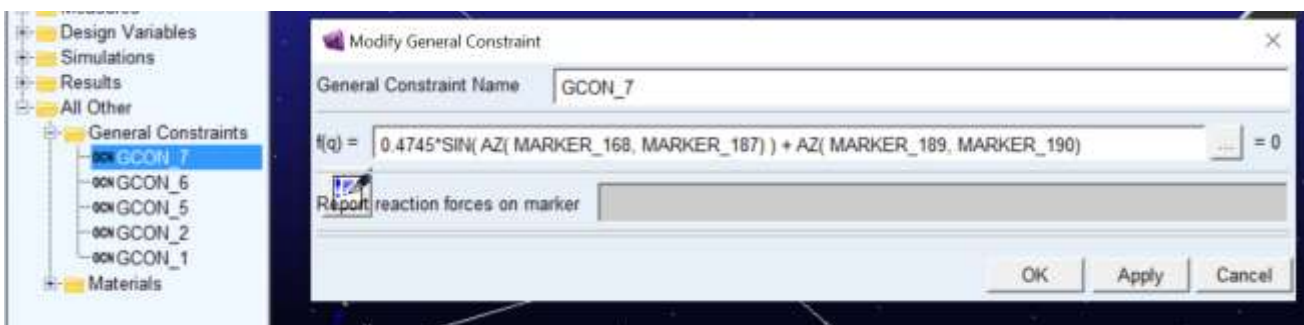 Measures
Design Variables
Simulations
Results
All Other
General Constraints
GCON_7
GCON_6
GCON_5
GCON_2
GCON_1
Materials
Modify General Constraint
General Constraint Name GCON_7
f(q) = 0.4745*SIN( AZ( MARKER_168, MARKER_187) ) + AZ( MARKER_189, MARKER_190) ... = 0
Report reaction forces on marker
OK Apply Cancel